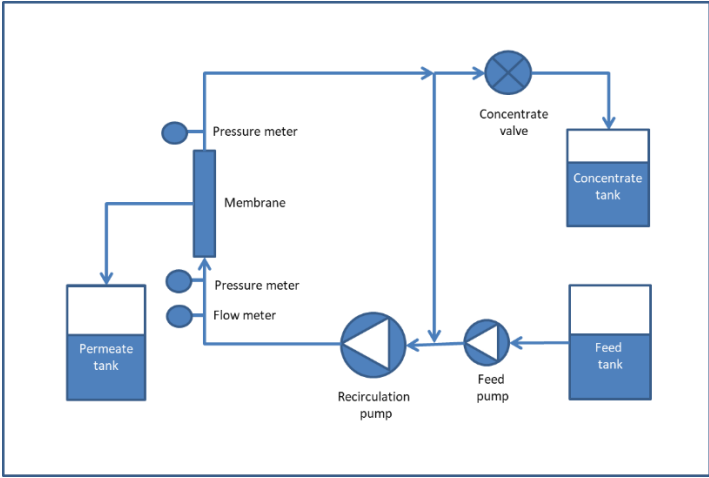 Concentrate
valve
Pressure meter
Concentrate
tank
Membrane
Pressure meter
Flow meter
Permeate
tank
Feed
tank
Recirculation
pump
Feed
pump